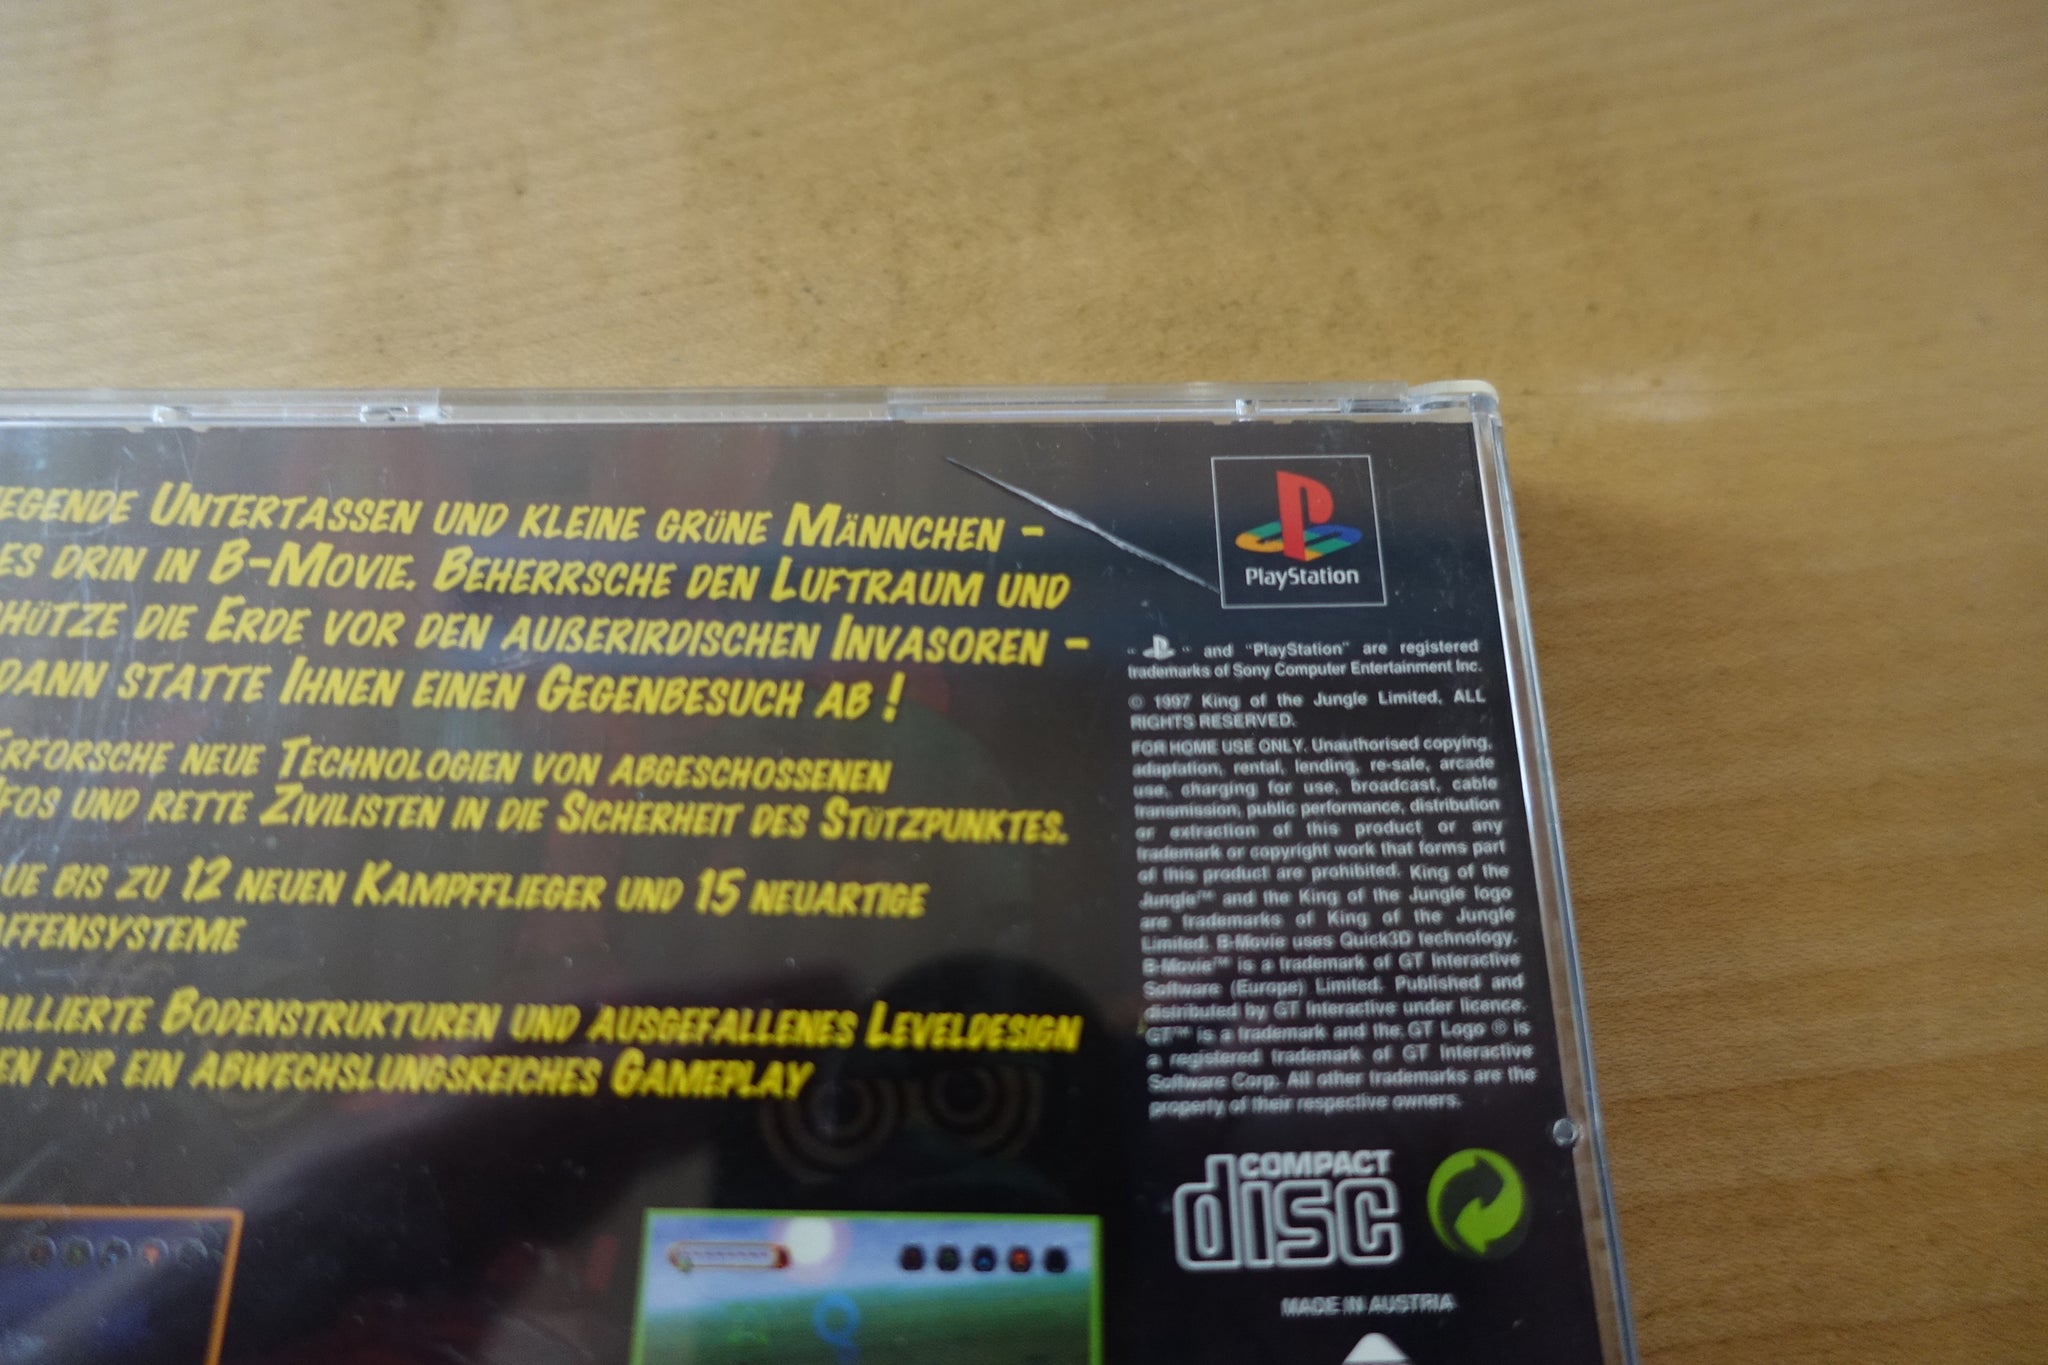 EGENDE UNTERTASSEN UND KLEINE GRÜNE MÄNNCHEN -
ES DRIN IN B-MOVIE. BEHERRSCHE DEN LUFTRAUM UND
HÜTZE DIE ERDE VOR DEN AUßERIRDISCHEN INVASOREN -
DANN STATTE IHNEN EINEN GEGENBESUCH AB !
ERFORSCHE NEUE TECHNOLOGIEN VON ABGESCHOSSENEN
UFOS UND RETTE ZIVILISTEN IN DIE SICHERHEIT DES STÜTZPUNKTES.
UE BIS ZU 12 NEUEN KAMPFFLIEGER UND 15 NEUARTIGE
AFFENSYSTEME
AILLIERTE BODENSTRUKTUREN UND AUSGEFALLENES LEVELDESIGN
EN FÜR EIN ABWECHSLUNGSREICHES GAMEPLAY
PlayStation
" " and "PlayStation" are registered
trademarks of Sony Computer Entertainment Inc.
© 1997 King of the Jungle Limited, ALL
RIGHTS RESERVED.
FOR HOME USE ONLY. Unauthorised copying,
adaptation, rental, lending, re-sale, arcade
use, charging for use, broadcast, cable
transmission, public performance, distribution
or extraction of this product or any
trademark or copyright work that forms part
of this product are prohibited. King of the
Jungle™ and the King of the Jungle logo
are trademarks of King of the Jungle
Limited. B-Movie uses Quick3D technology.
B-Movie™ is a trademark of GT Interactive
Software (Europe) Limited. Published and
distributed by GT Interactive under licence.
GT™ is a trademark and the GT Logo ® is
a registered trademark of GT Interactive
Software Corp. All other trademarks are the
property of their respective owners.
COMPACT
disc
MADE IN AUSTRIA